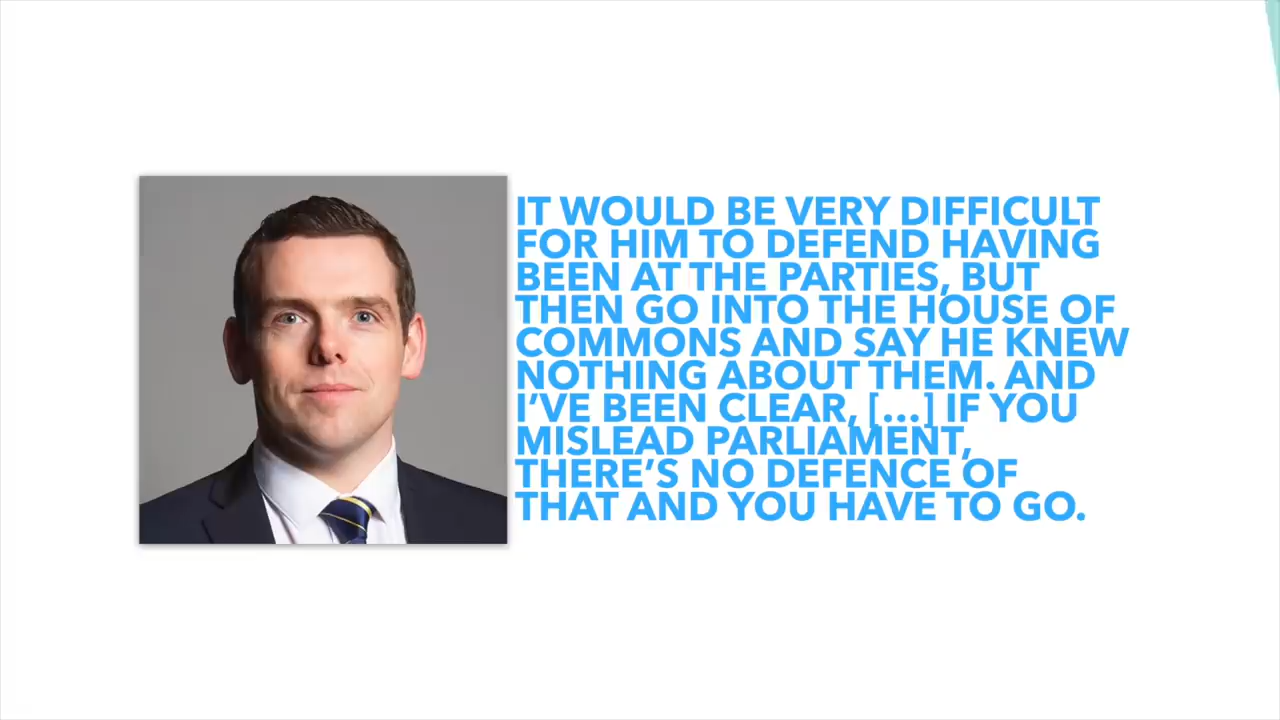 IT WOULD BE VERY DIFFICULT
FOR HIM TO DEFEND HAVING
BEEN AT THE PARTIES, BUT
THEN GO INTO THE HOUSE OF
COMMONS AND SAY HE KNEW
NOTHING ABOUT THEM. AND
I’VE BEEN CLEAR, [...] IF YOU
MISLEAD PARLIAMENT,
THERE’S NO DEFENCE OF
THAT AND YOU HAVE TO GO.